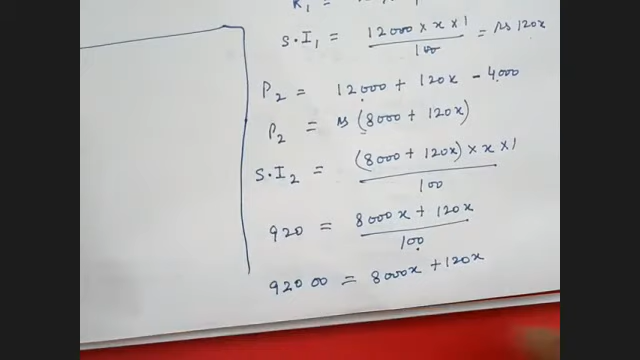 R₁ =
S.I₁ = 12000 × x × 1 / 100 = Rs 120x
P₂ = 12000 + 120x - 4000
P₂ = Rs (8000 + 120x)
S.I₂ = (8000 + 120x) × x × 1 / 100
920 = 8000x + 120x / 100
92000 = 8000x + 120x